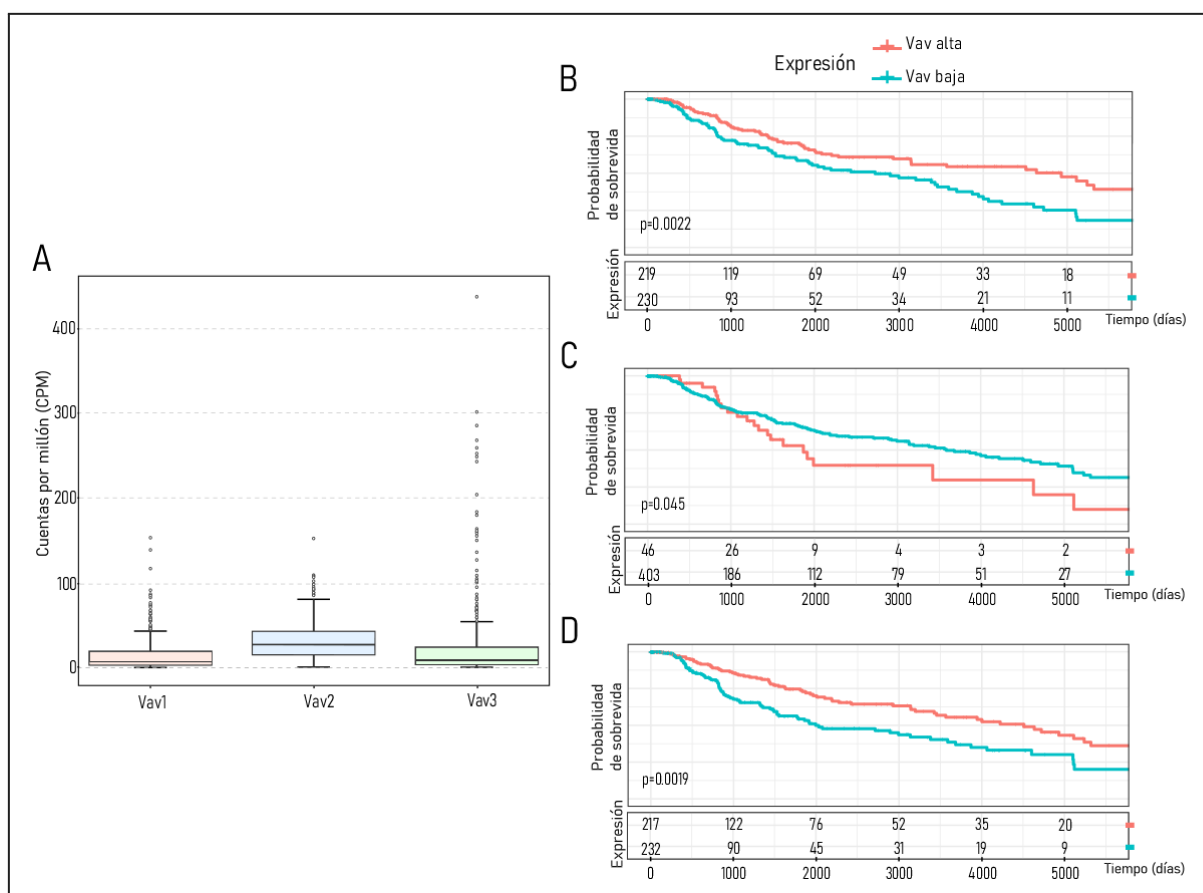 A
Cuentas por millón (CPM)
400
300
200
100
0
Vav1 Vav2 Vav3
Expresión
Vav alta
Vav baja
B
Probabilidad
de sobrevida
p=0.0022
Expresión
219 119 69 49 33 18
230 93 52 34 21 11
0 1000 2000 3000 4000 5000 Tiempo (días)
C
Probabilidad
de sobrevida
p=0.045
Expresión
46 26 9 4 3 2
403 186 112 79 51 27
0 1000 2000 3000 4000 5000 Tiempo (días)
D
Probabilidad
de sobrevida
p=0.0019
Expresión
217 122 76 52 35 20
232 90 45 31 19 9
0 1000 2000 3000 4000 5000 Tiempo (días)